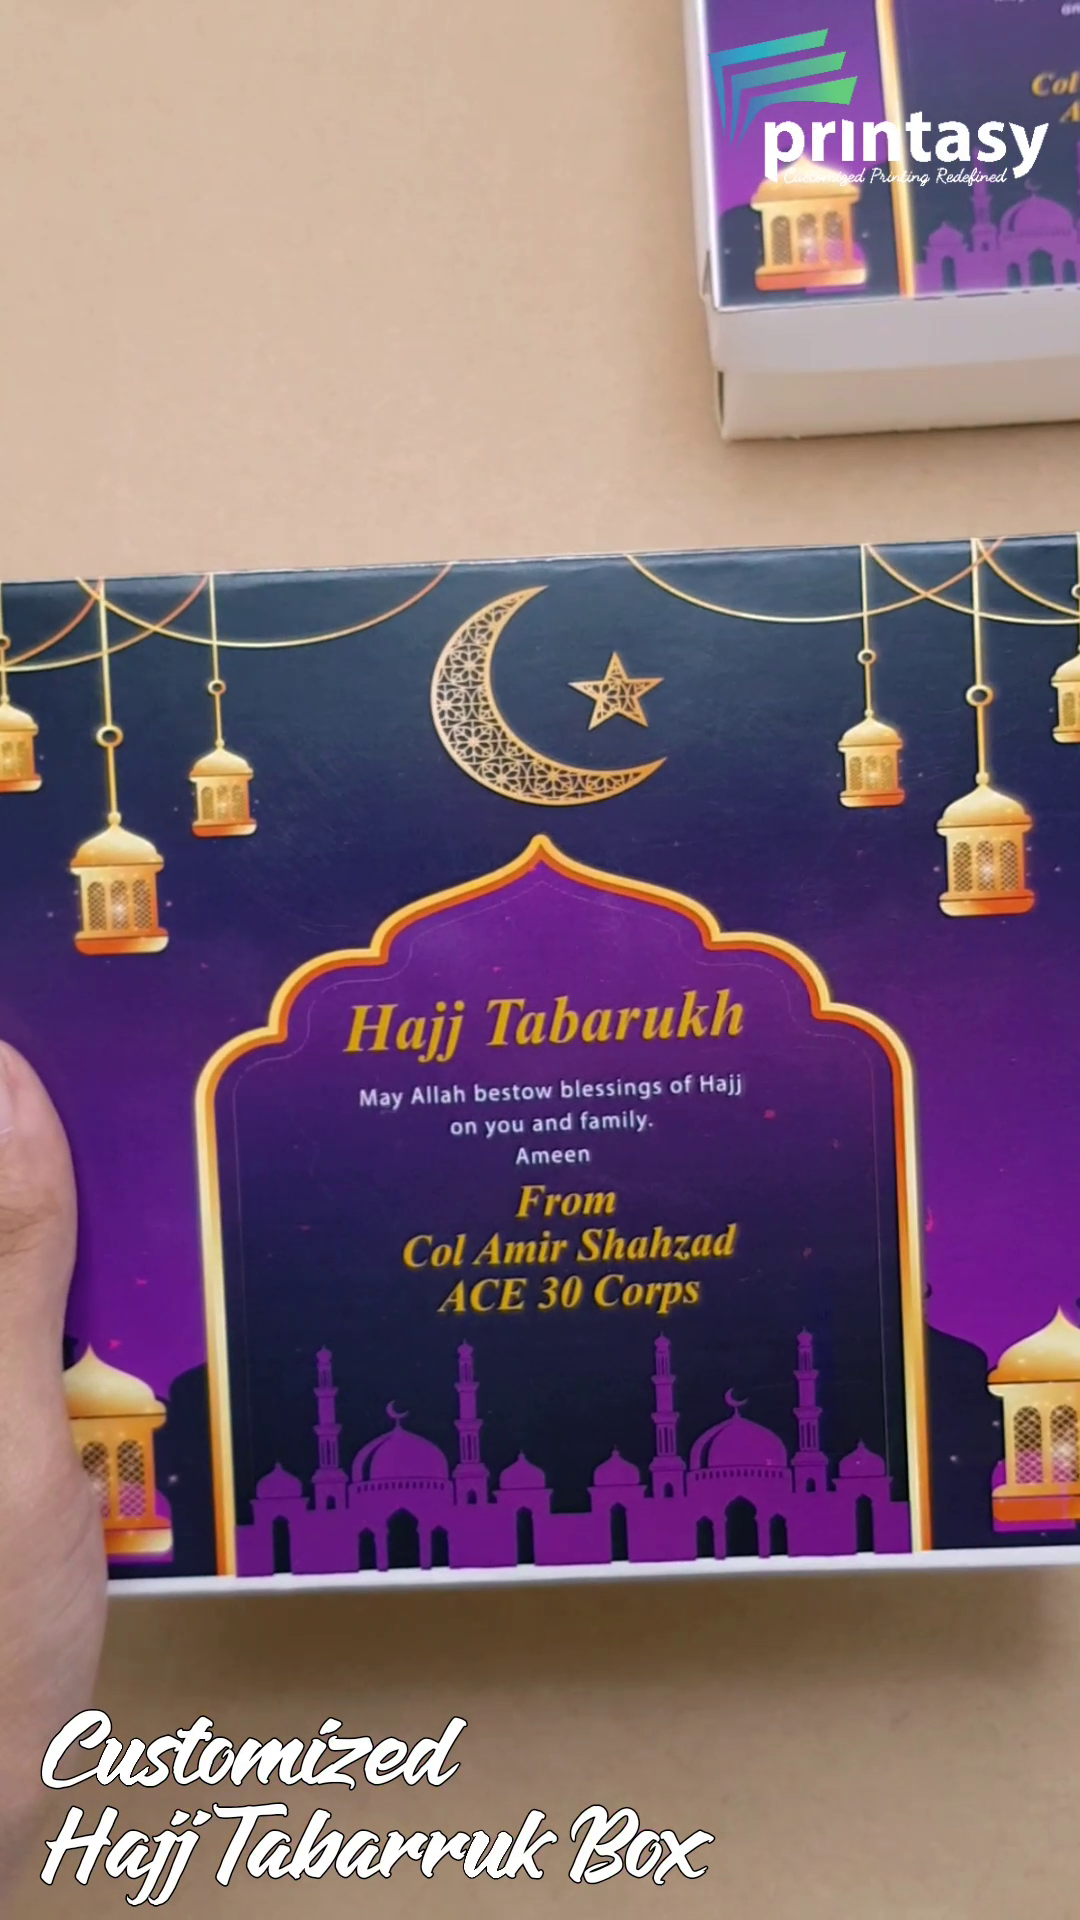 printasy
Customized Printing Redefined
Col
A
Hajj Tabarukh
May Allah bestow blessings of Hajj
on you and family.
Ameen
From
Col Amir Shahzad
ACE 30 Corps
Customized
Hajj Tabarruk Box